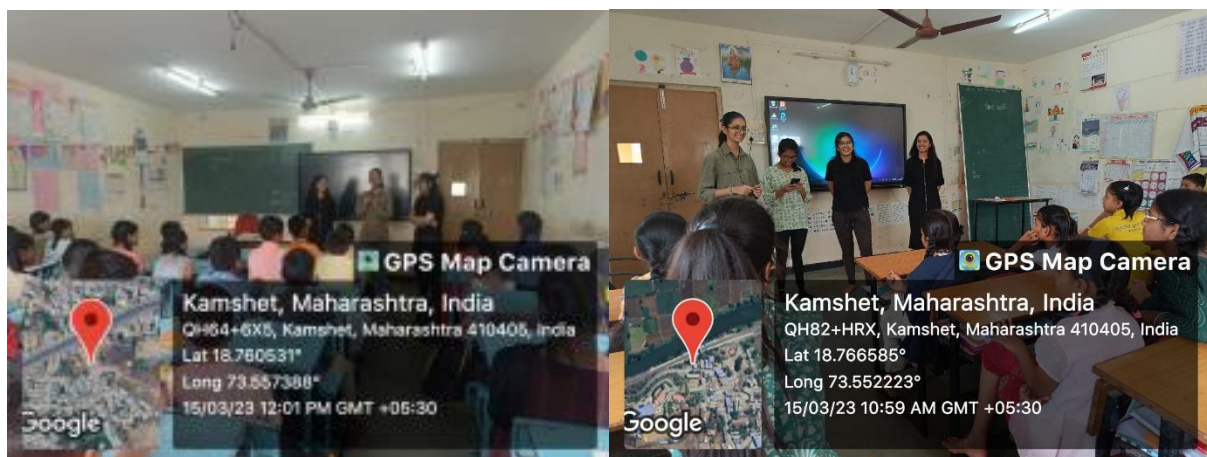 GPS Map Camera
Kamshet, Maharashtra, India
QH64+6X5, Kamshet, Maharashtra 410405, India
Lat 18.760531°
Long 73.557388°
15/03/23 12:01 PM GMT +05:30
Google
GPS Map Camera
Kamshet, Maharashtra, India
QH82+HRX, Kamshet, Maharashtra 410405, India
Lat 18.766585°
Long 73.552223°
15/03/23 10:59 AM GMT +05:30
Google